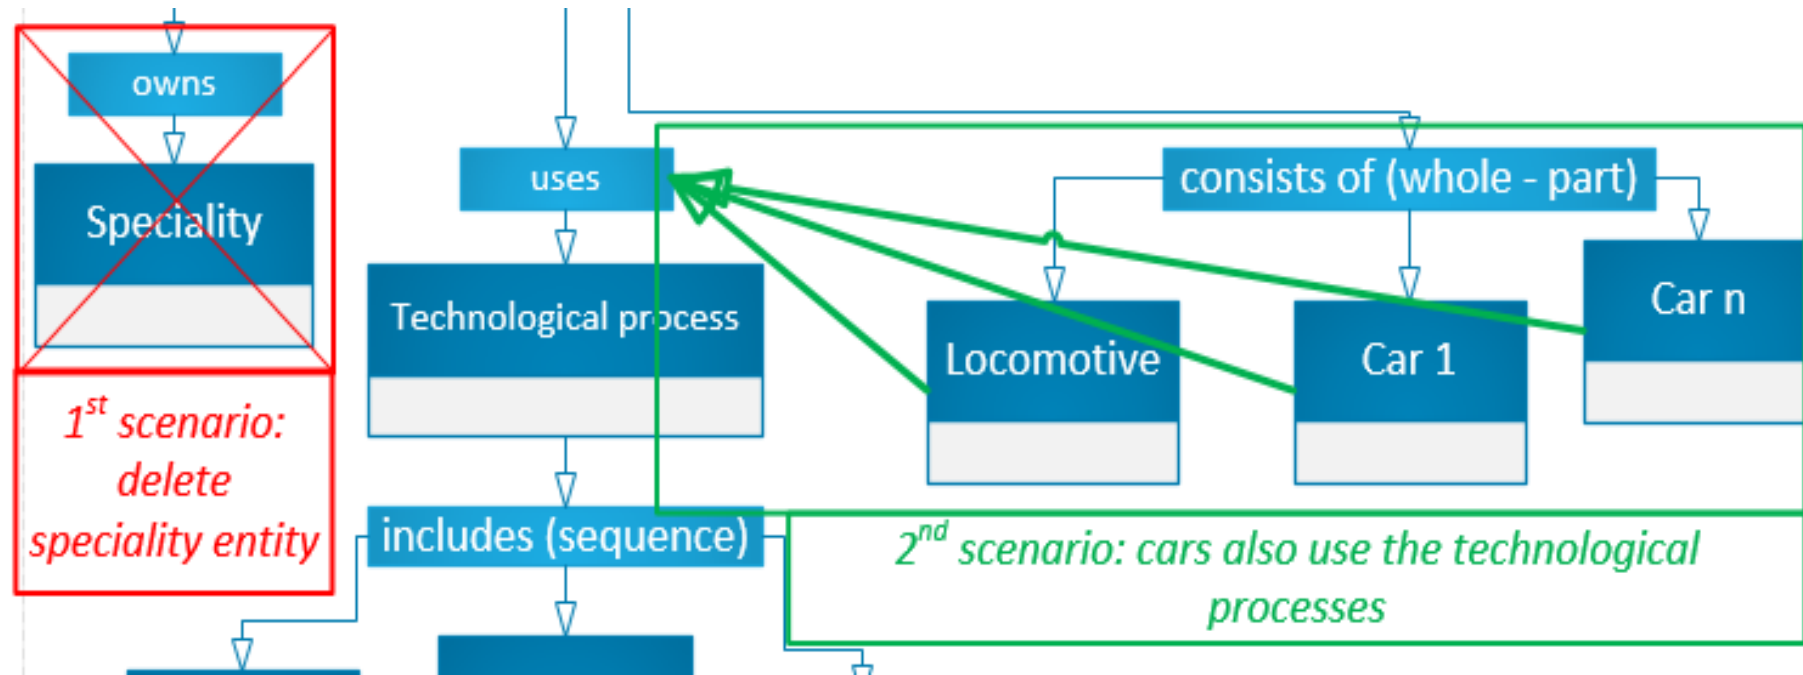 owns
Speciality
1st scenario:
delete
speciality entity
uses
Technological process
includes (sequence)
consists of (whole - part)
Locomotive
Car 1
Car n
2nd scenario: cars also use the technological
processes